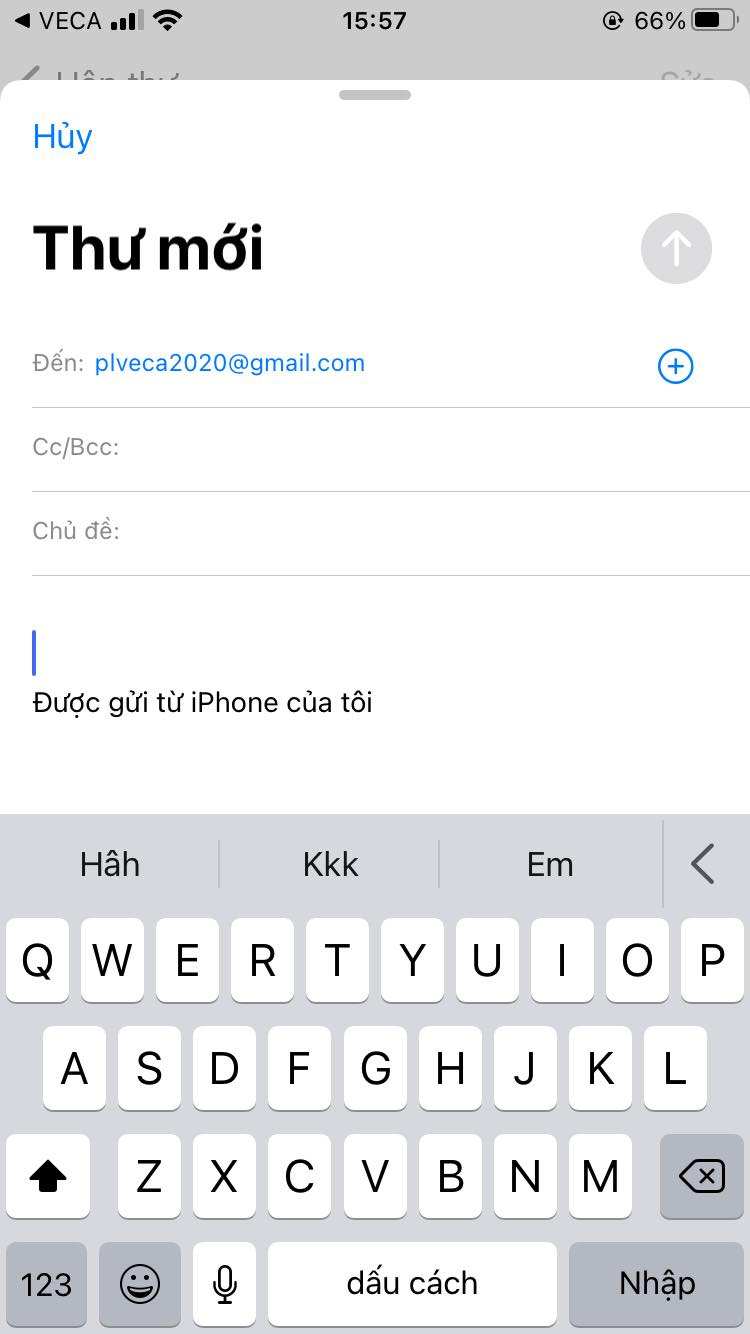 VECA 15:57 66%
Hủy
Thư mới
Đến: plveca2020@gmail.com
Cc/Bcc:
Chủ đề:
Được gửi từ iPhone của tôi
Hâh Kkk Em
Q W E R T Y U I O P
A S D F G H J K L
Z X C V B N M
123 dấu cách Nhập